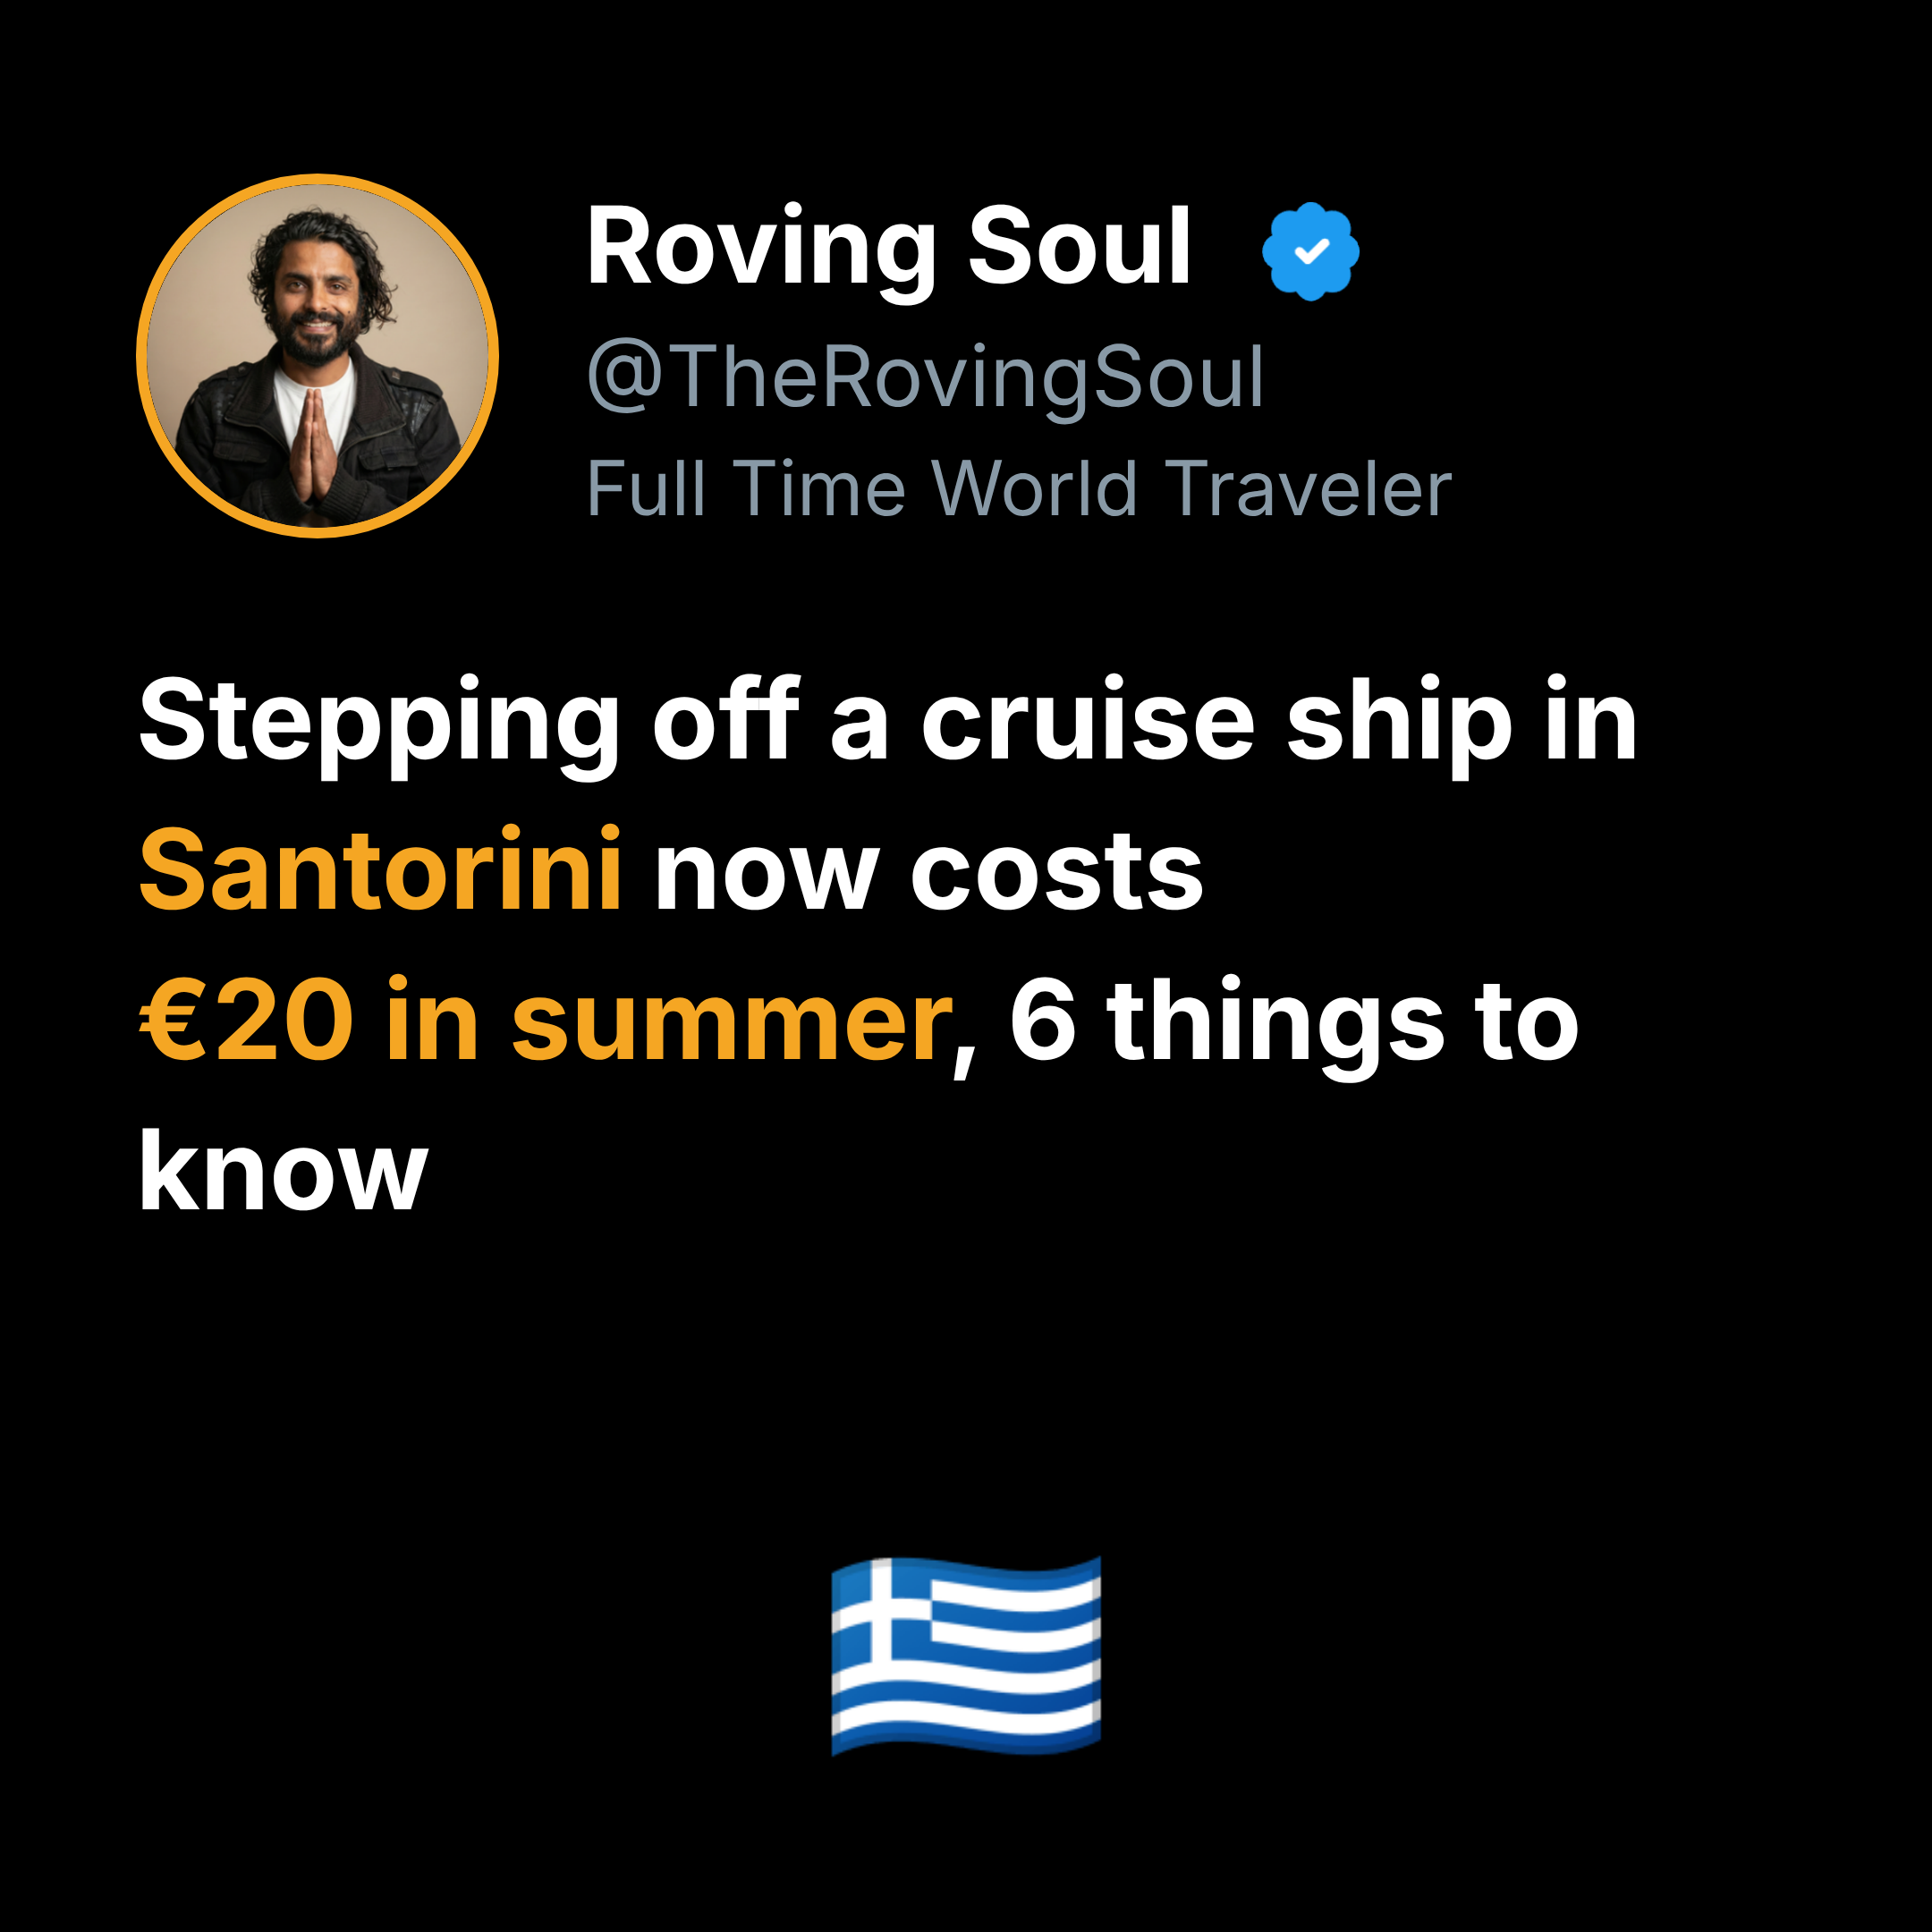 Roving Soul
@TheRovingSoul
Full Time World Traveler
Stepping off a cruise ship in
Santorini now costs
€20 in summer, 6 things to
know